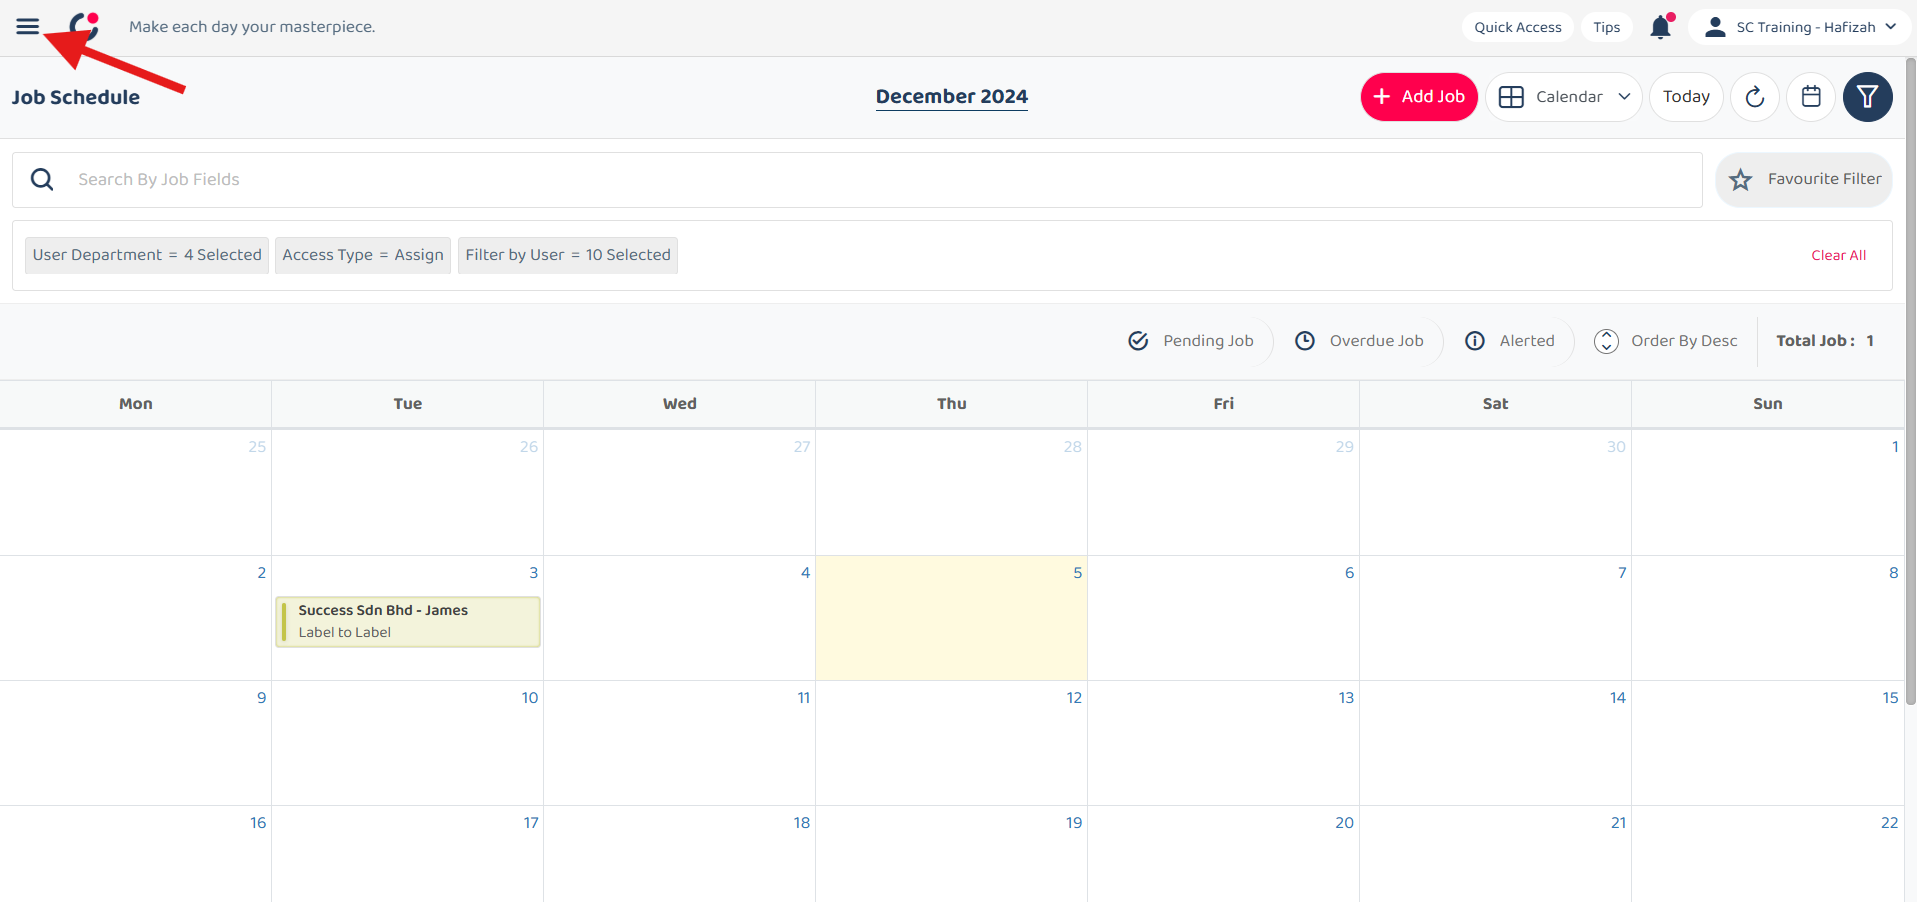 Make each day your masterpiece.
Quick Access
Tips
SC Training - Hafizah
Job Schedule
December 2024
+ Add Job
Calendar
Today
Search By Job Fields
Favourite Filter
User Department = 4 Selected
Access Type = Assign
Filter by User = 10 Selected
Clear All
Pending Job
Overdue Job
Alerted
Order By Desc
Total Job : 1
Mon Tue Wed Thu Fri Sat Sun
25 26 27 28 29 30 1
2 3 4 5 6 7 8
Success Sdn Bhd - James
Label to Label
9 10 11 12 13 14 15
16 17 18 19 20 21 22